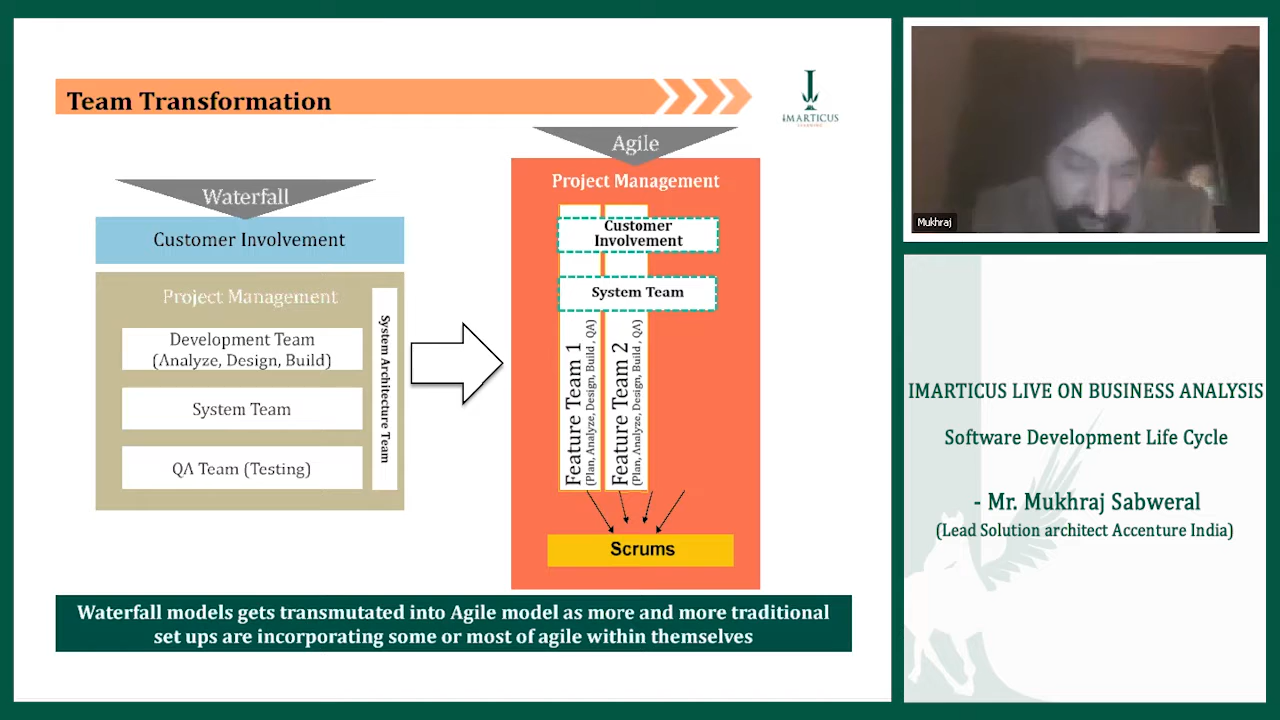 Team Transformation
IMARTICUS
LEARNING
Waterfall
Customer Involvement
Project Management
Development Team
(Analyze, Design, Build)
System Team
QA Team (Testing)
System Architecture Team
Agile
Project Management
Customer
Involvement
System Team
Feature Team 1
(Plan, Analyze, Design, Build , QA)
Feature Team 2
(Plan, Analyze, Design, Build , QA)
Scrums
Waterfall models gets transmutated into Agile model as more and more traditional
set ups are incorporating some or most of agile within themselves
Mukhraj
IMARTICUS LIVE ON BUSINESS ANALYSIS
Software Development Life Cycle
- Mr. Mukhraj Sabweral
(Lead Solution architect Accenture India)